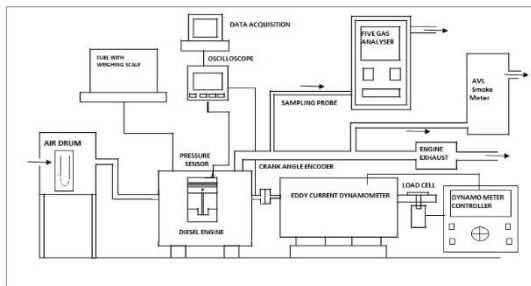 DATA ACQUISITION
FIVE GAS
ANALYSER
FUEL WITH
WEIGHING SCALE
OSCILLOSCOPE
AVL
Smoke
Meter
SAMPLING PROBE
AIR DRUM
PRESSURE
SENSOR
ENGINE
EXHAUST
CRANK ANGLE ENCODER
LOAD CELL
EDDY CURRENT DYNAMOMETER
DYNAMO METER
CONTROLLER
DIESEL ENGINE